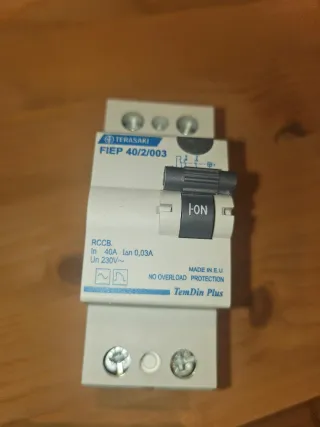 TERASAKI
FIEP 40/2/003
I-ON
RCCB.
In 40A IΔn 0,03A
Un 230V~
MADE IN E.U.
NO OVERLOAD PROTECTION
TemDin Plus